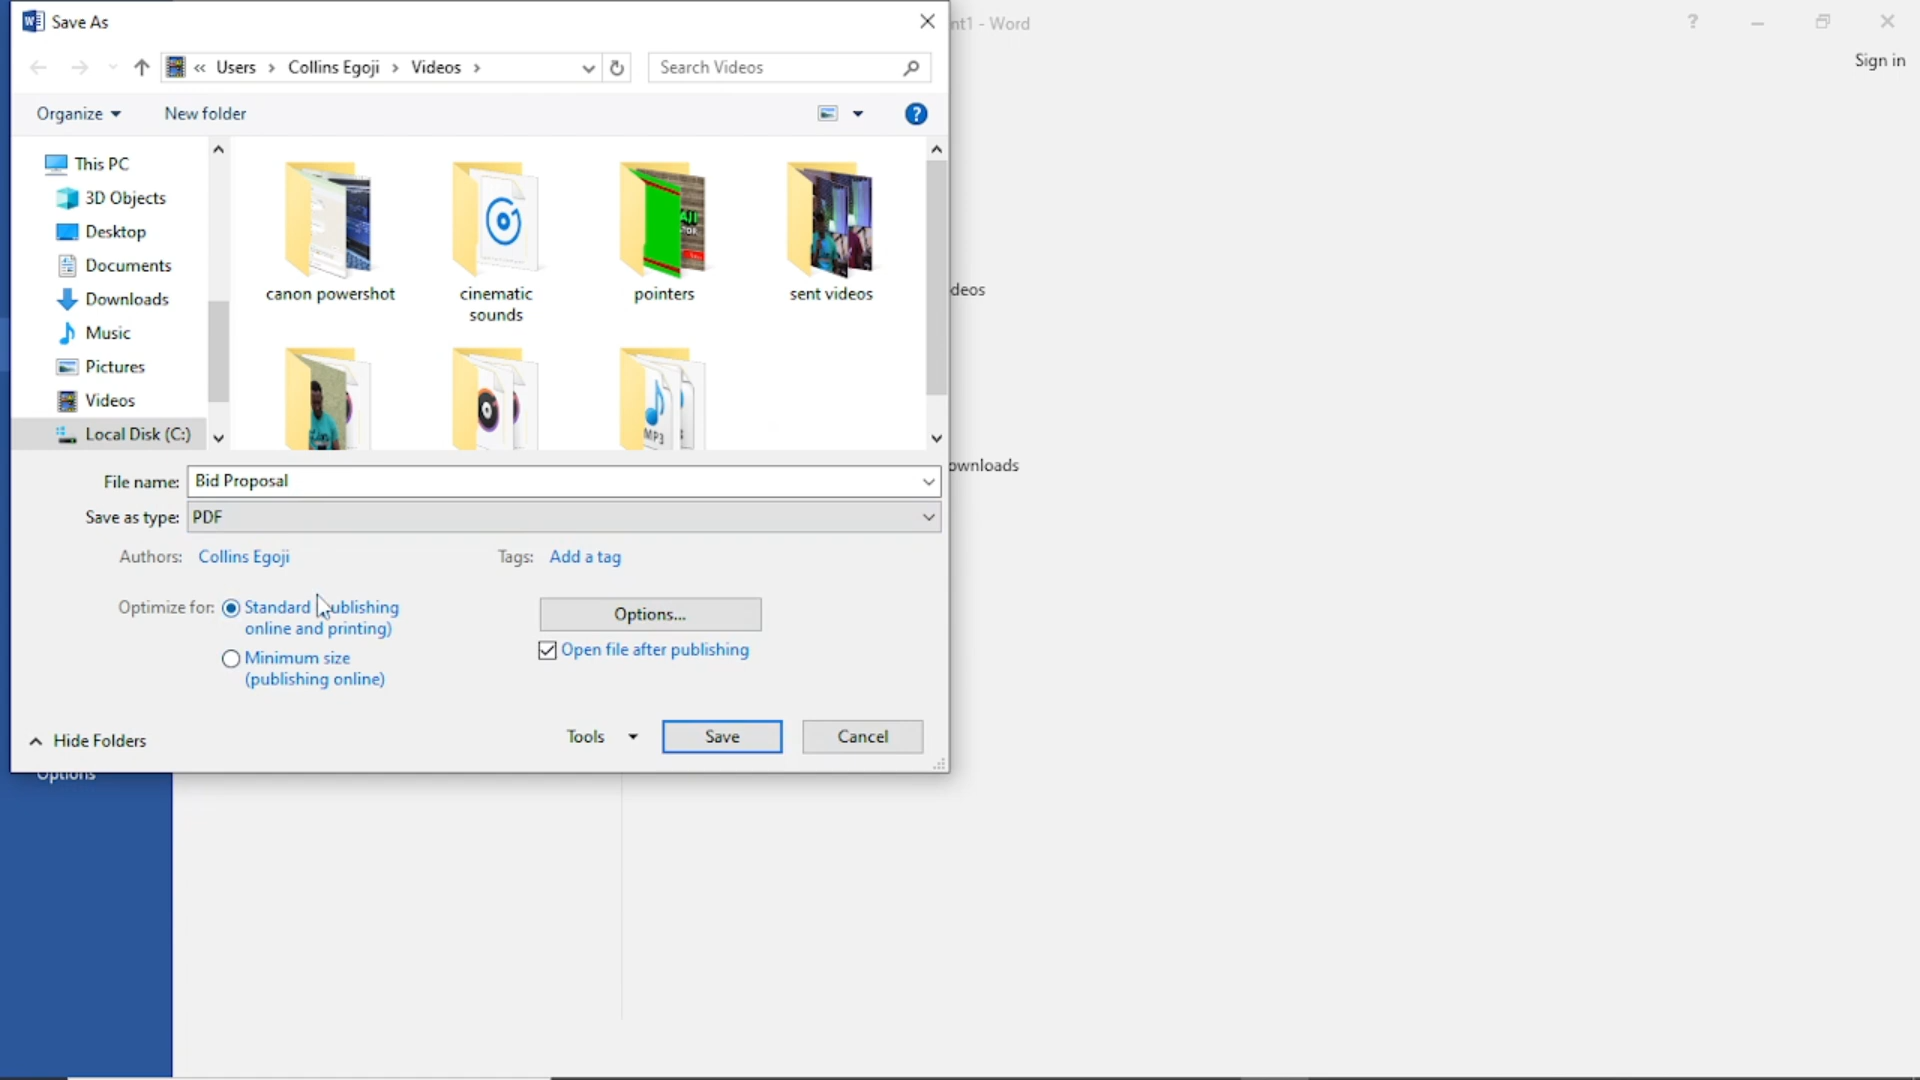 Save As
nt1 - Word
?
Sign in
« Users > Collins Egoji > Videos >
Search Videos
Organize
New folder
?
This PC
3D Objects
Desktop
Documents
Downloads
Music
Pictures
Videos
Local Disk (C:)
canon powershot
cinematic
sounds
pointers
sent videos
MP3
deos
ownloads
File name: Bid Proposal
Save as type: PDF
Authors: Collins Egoji
Tags: Add a tag
Optimize for: Standard (publishing
online and printing)
Minimum size
(publishing online)
Options...
Open file after publishing
Hide Folders
Tools
Save
Cancel
Options